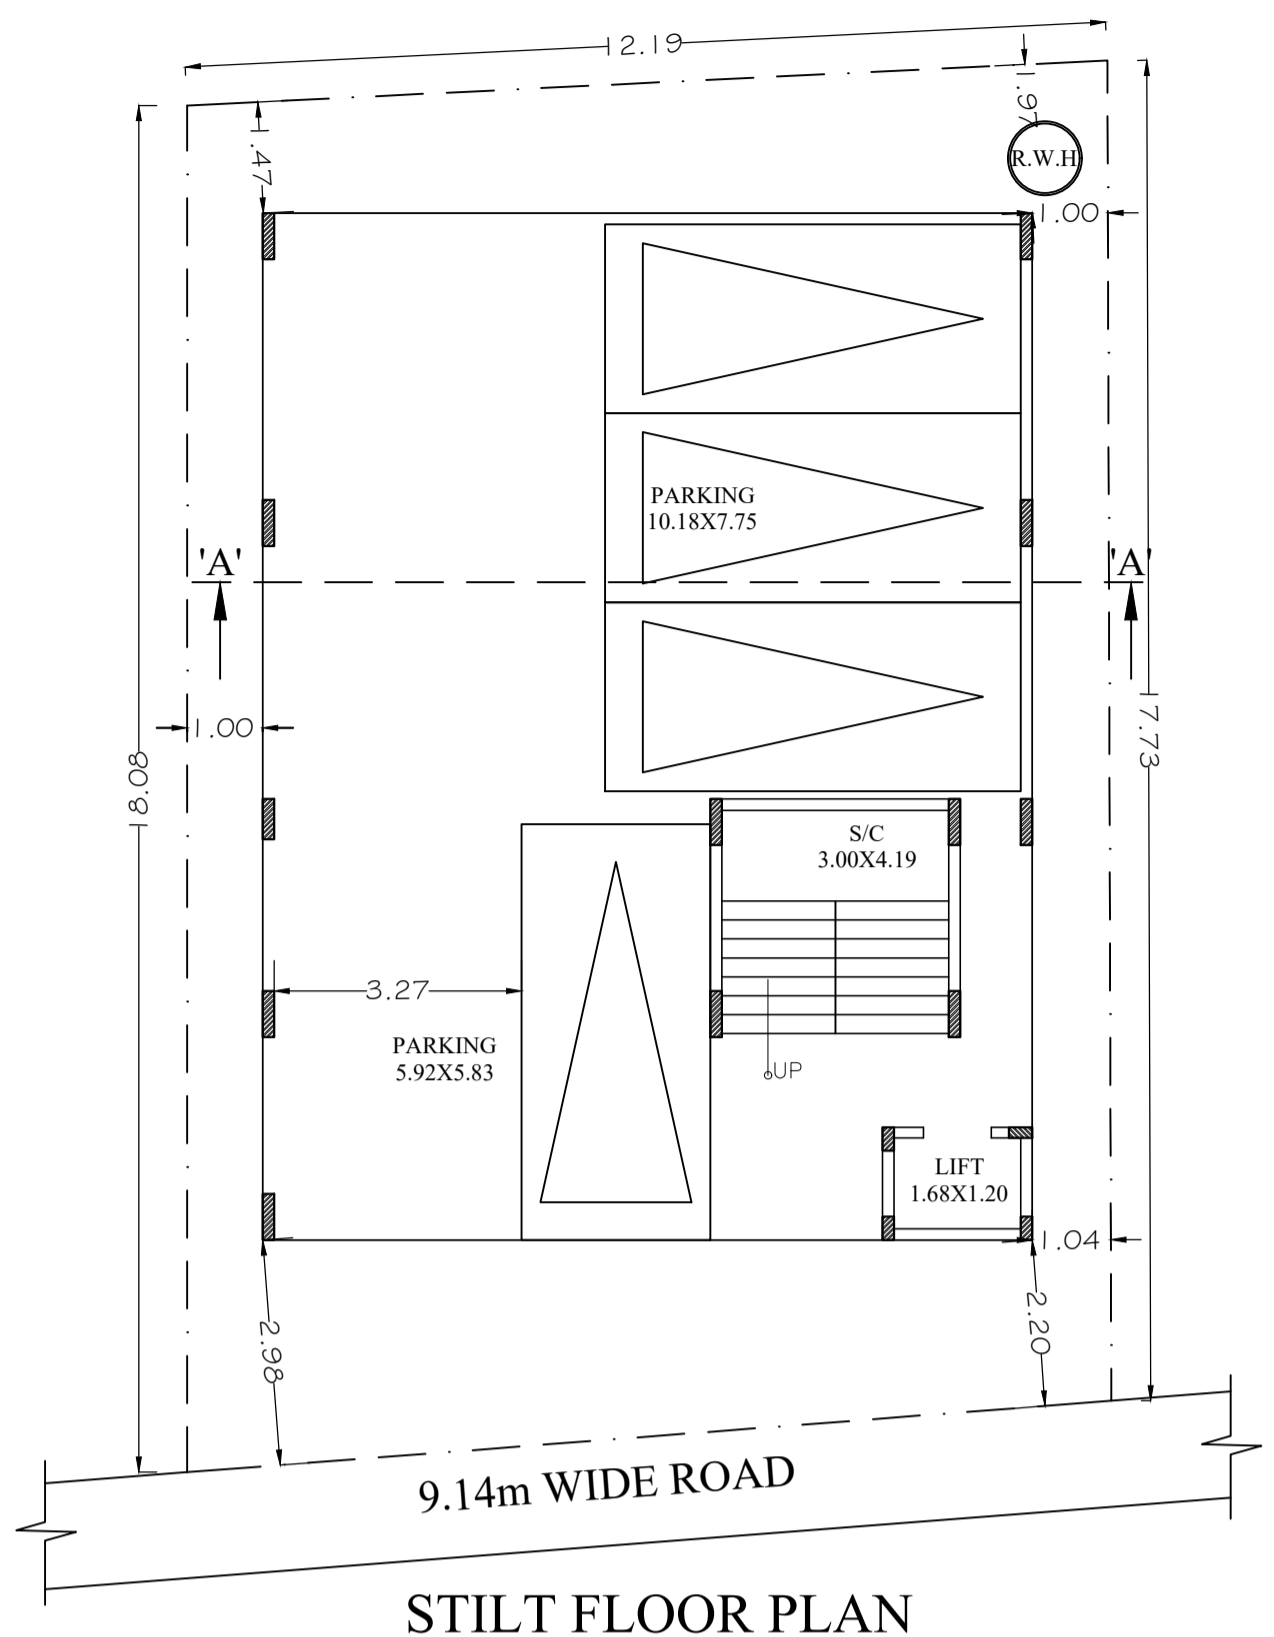 12.19
1.97
1.47
R.W.H
1.00
PARKING
10.18X7.75
'A'
'A
1.00
17.73
18.08
S/C
3.00X4.19
3.27
PARKING
5.92X5.83
UP
LIFT
1.68X1.20
1.04
2.98
2.20
9.14m WIDE ROAD
STILT FLOOR PLAN